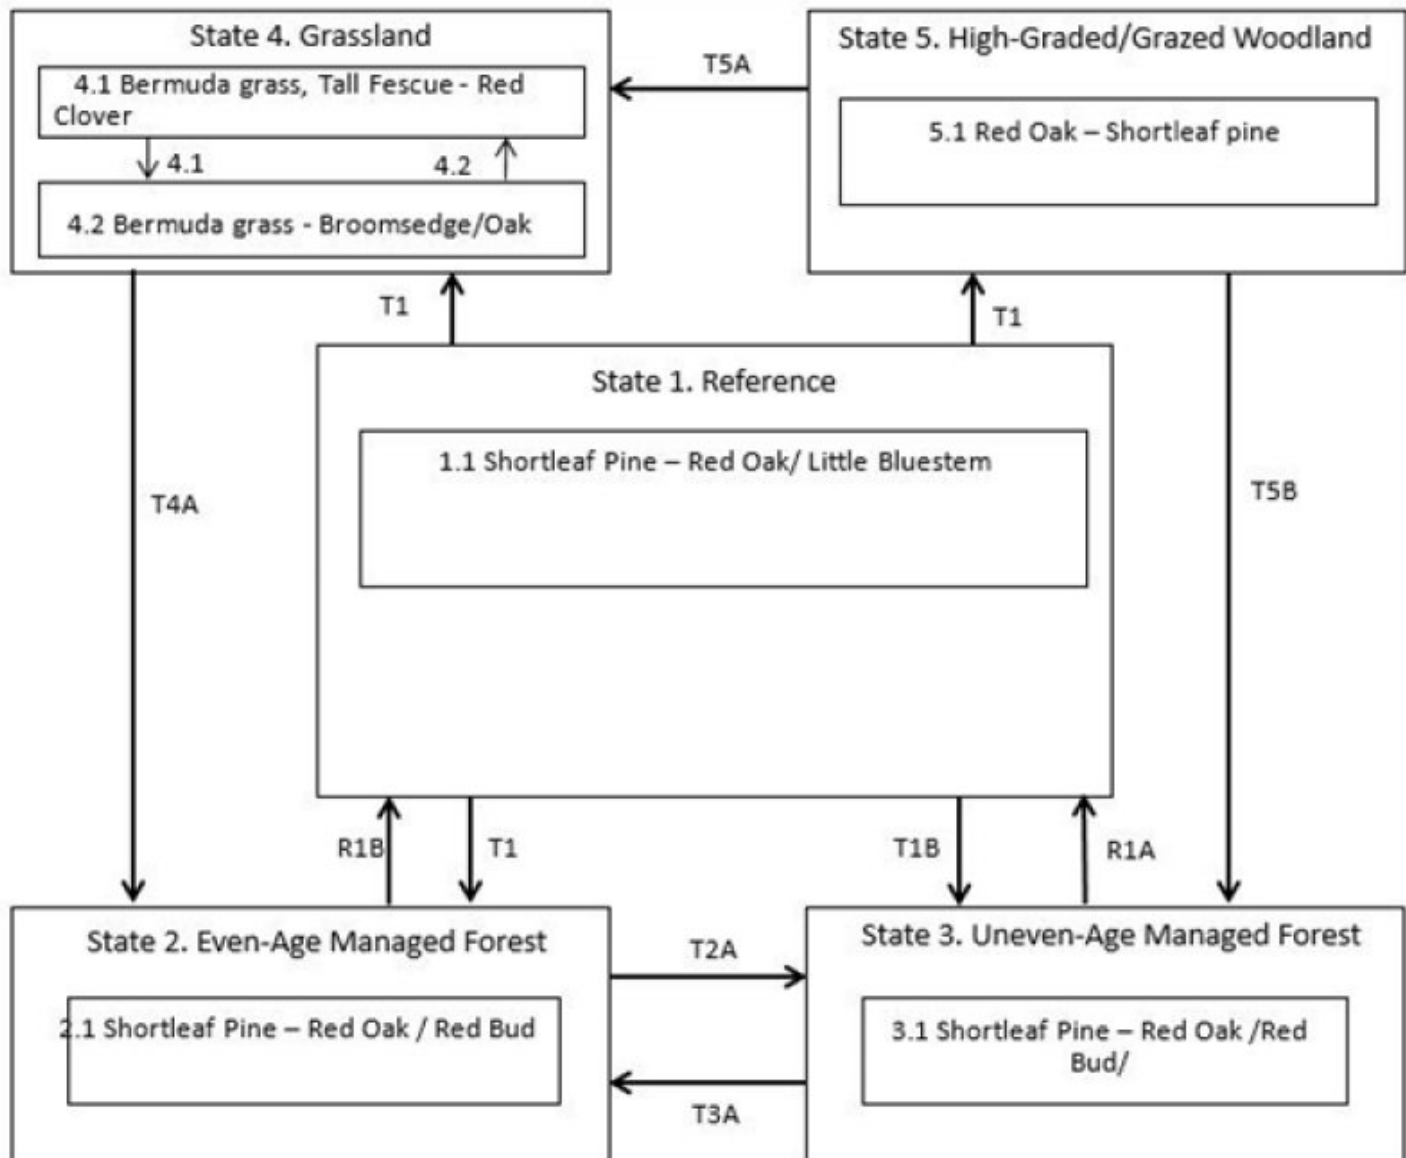 State 4. Grassland
4.1 Bermuda grass, Tall Fescue - Red
Clover
4.1
4.2
4.2 Bermuda grass - Broomsedge/Oak
T5A
State 5. High-Graded/Grazed Woodland
5.1 Red Oak – Shortleaf pine
T1
T1
State 1. Reference
1.1 Shortleaf Pine – Red Oak/ Little Bluestem
T4A
T5B
R1B
T1
T1B
R1A
State 2. Even-Age Managed Forest
2.1 Shortleaf Pine – Red Oak / Red Bud
T2A
T3A
State 3. Uneven-Age Managed Forest
3.1 Shortleaf Pine – Red Oak /Red
Bud/